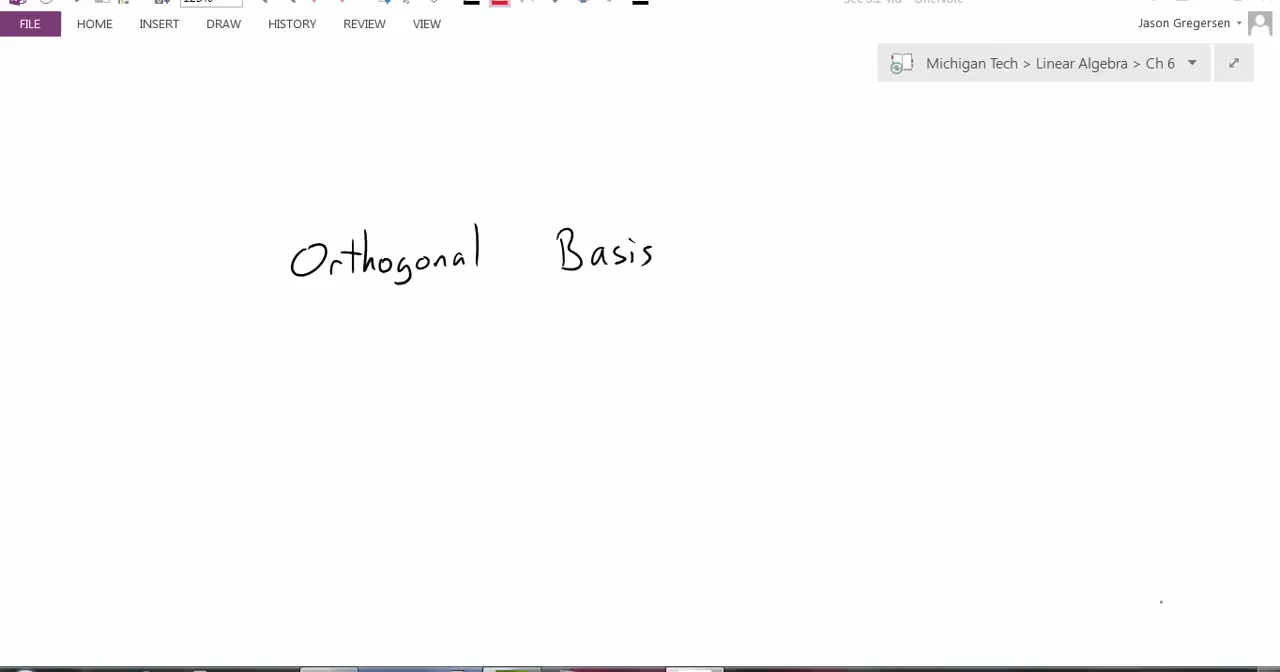 FILE HOME INSERT DRAW HISTORY REVIEW VIEW Jason Gregersen
Michigan Tech > Linear Algebra > Ch 6
Orthogonal Basis